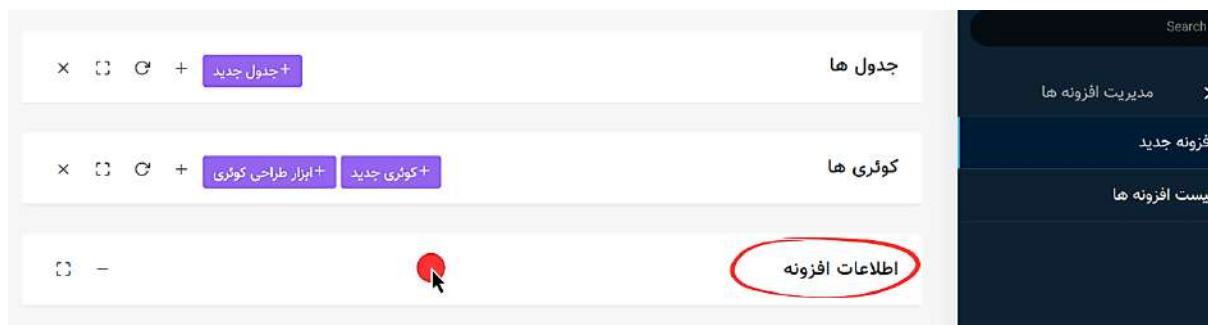 Search
مدیریت افزونه ها
افزونه جدید
لیست افزونه ها
جدول ها
+جدول جدید
کوئری ها
+کوئری جدید
+ابزار طراحی کوئری
اطلاعات افزونه